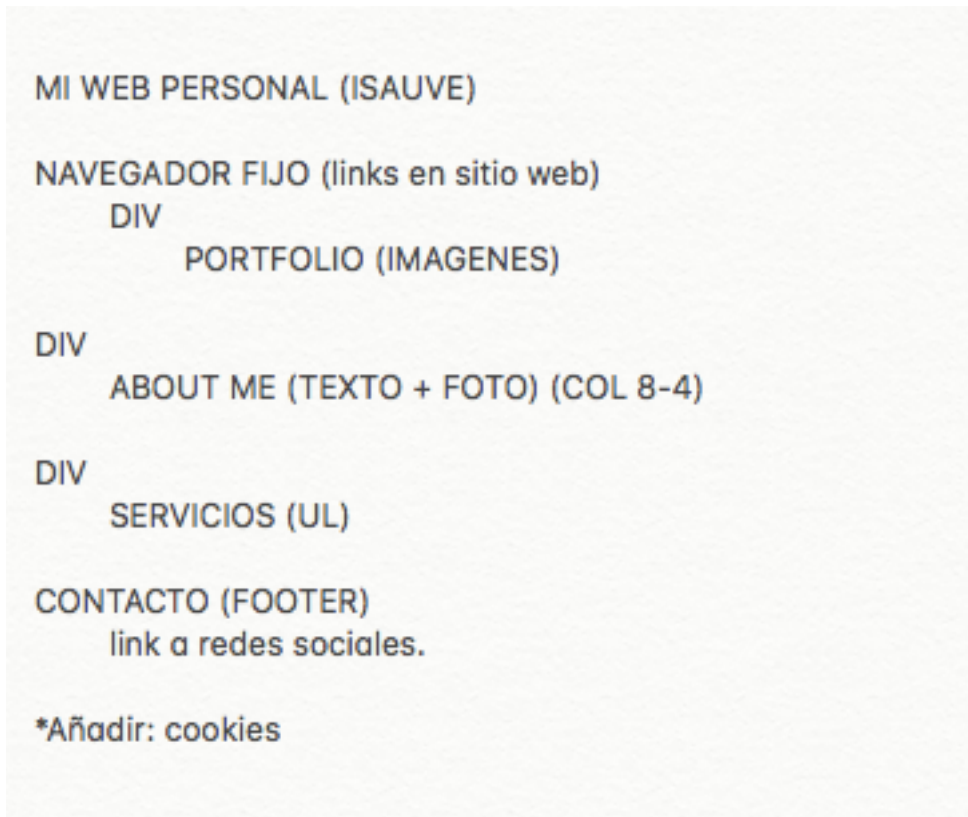 MI WEB PERSONAL (ISAUVE)
NAVEGADOR FIJO (links en sitio web)
DIV
PORTFOLIO (IMAGENES)
DIV
ABOUT ME (TEXTO + FOTO) (COL 8-4)
DIV
SERVICIOS (UL)
CONTACTO (FOOTER)
link a redes sociales.
*Añadir: cookies